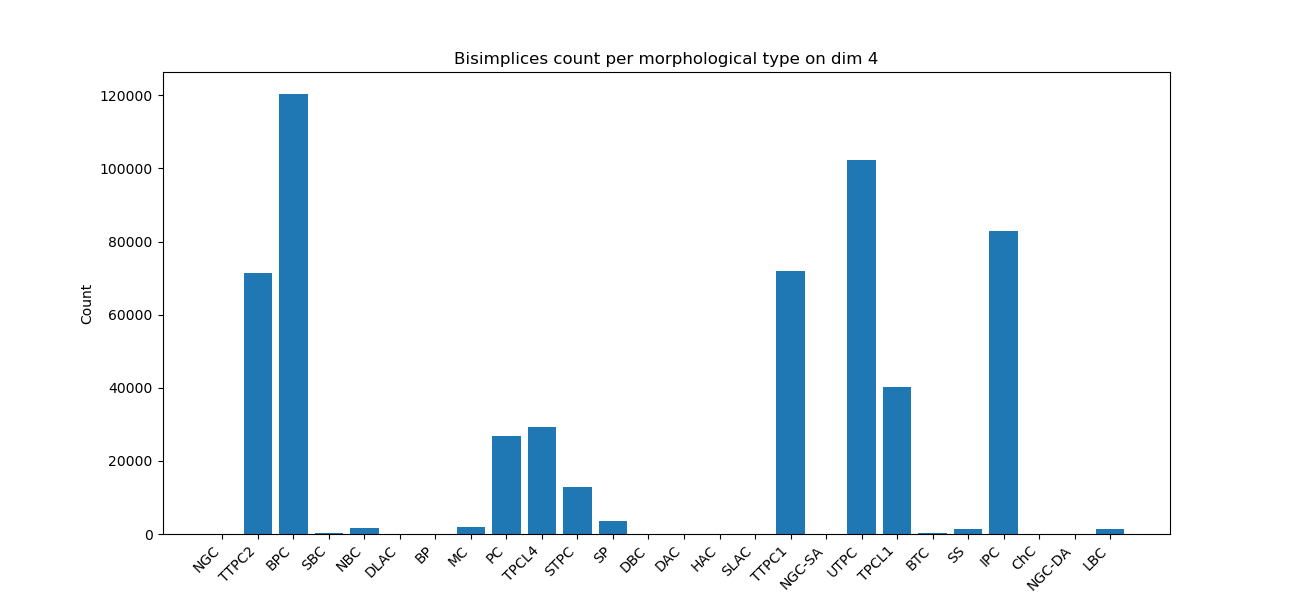 Bisimplices count per morphological type on dim 4
Count
120000
100000
80000
60000
40000
20000
0
NGC
TTPC2
BPC
SBC
NBC
DLAC
BP
MC
PC
TPCL4
STPC
SP
DBC
DAC
HAC
SLAC
TTPC1
NGC-SA
UTPC
TPCL1
BTC
SS
IPC
ChC
NGC-DA
LBC